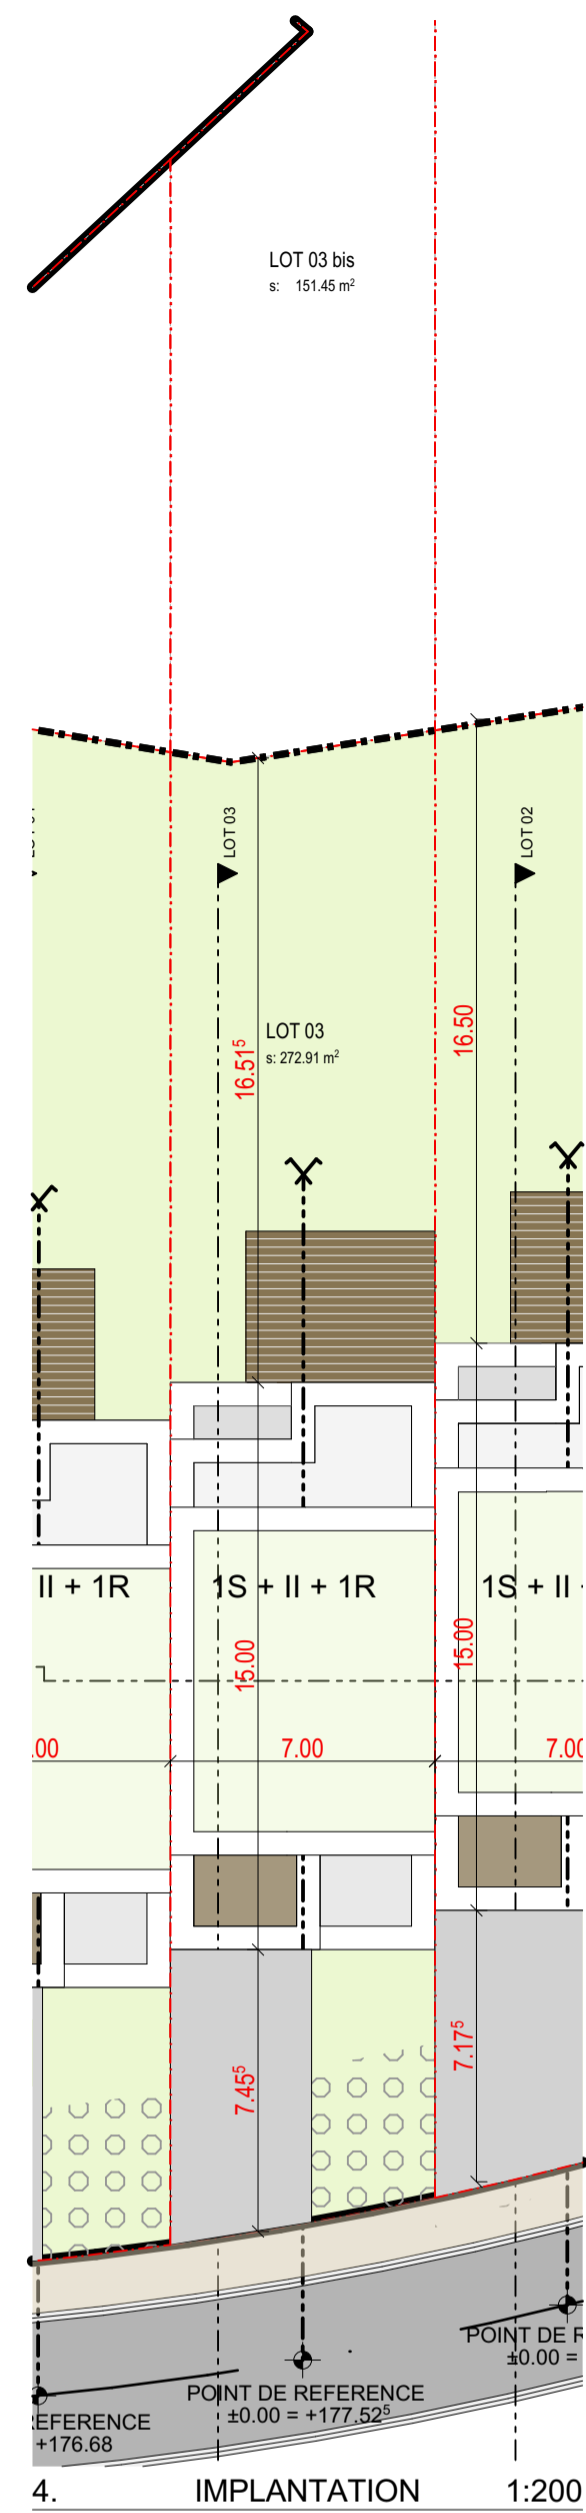 LOT 03 bis
s: 151.45 m²
LOT 03
LOT 02
16.51⁵
LOT 03
s: 272.91 m²
16.50
II + 1R
1S + II + 1R
1S + II
15.00
15.00
.00
7.00
7.00
7.45⁵
7.17⁵
POINT DE R
±0.00 =
POINT DE REFERENCE
±0.00 = +177.52⁵
EFERENCE
+176.68
4. IMPLANTATION 1:200